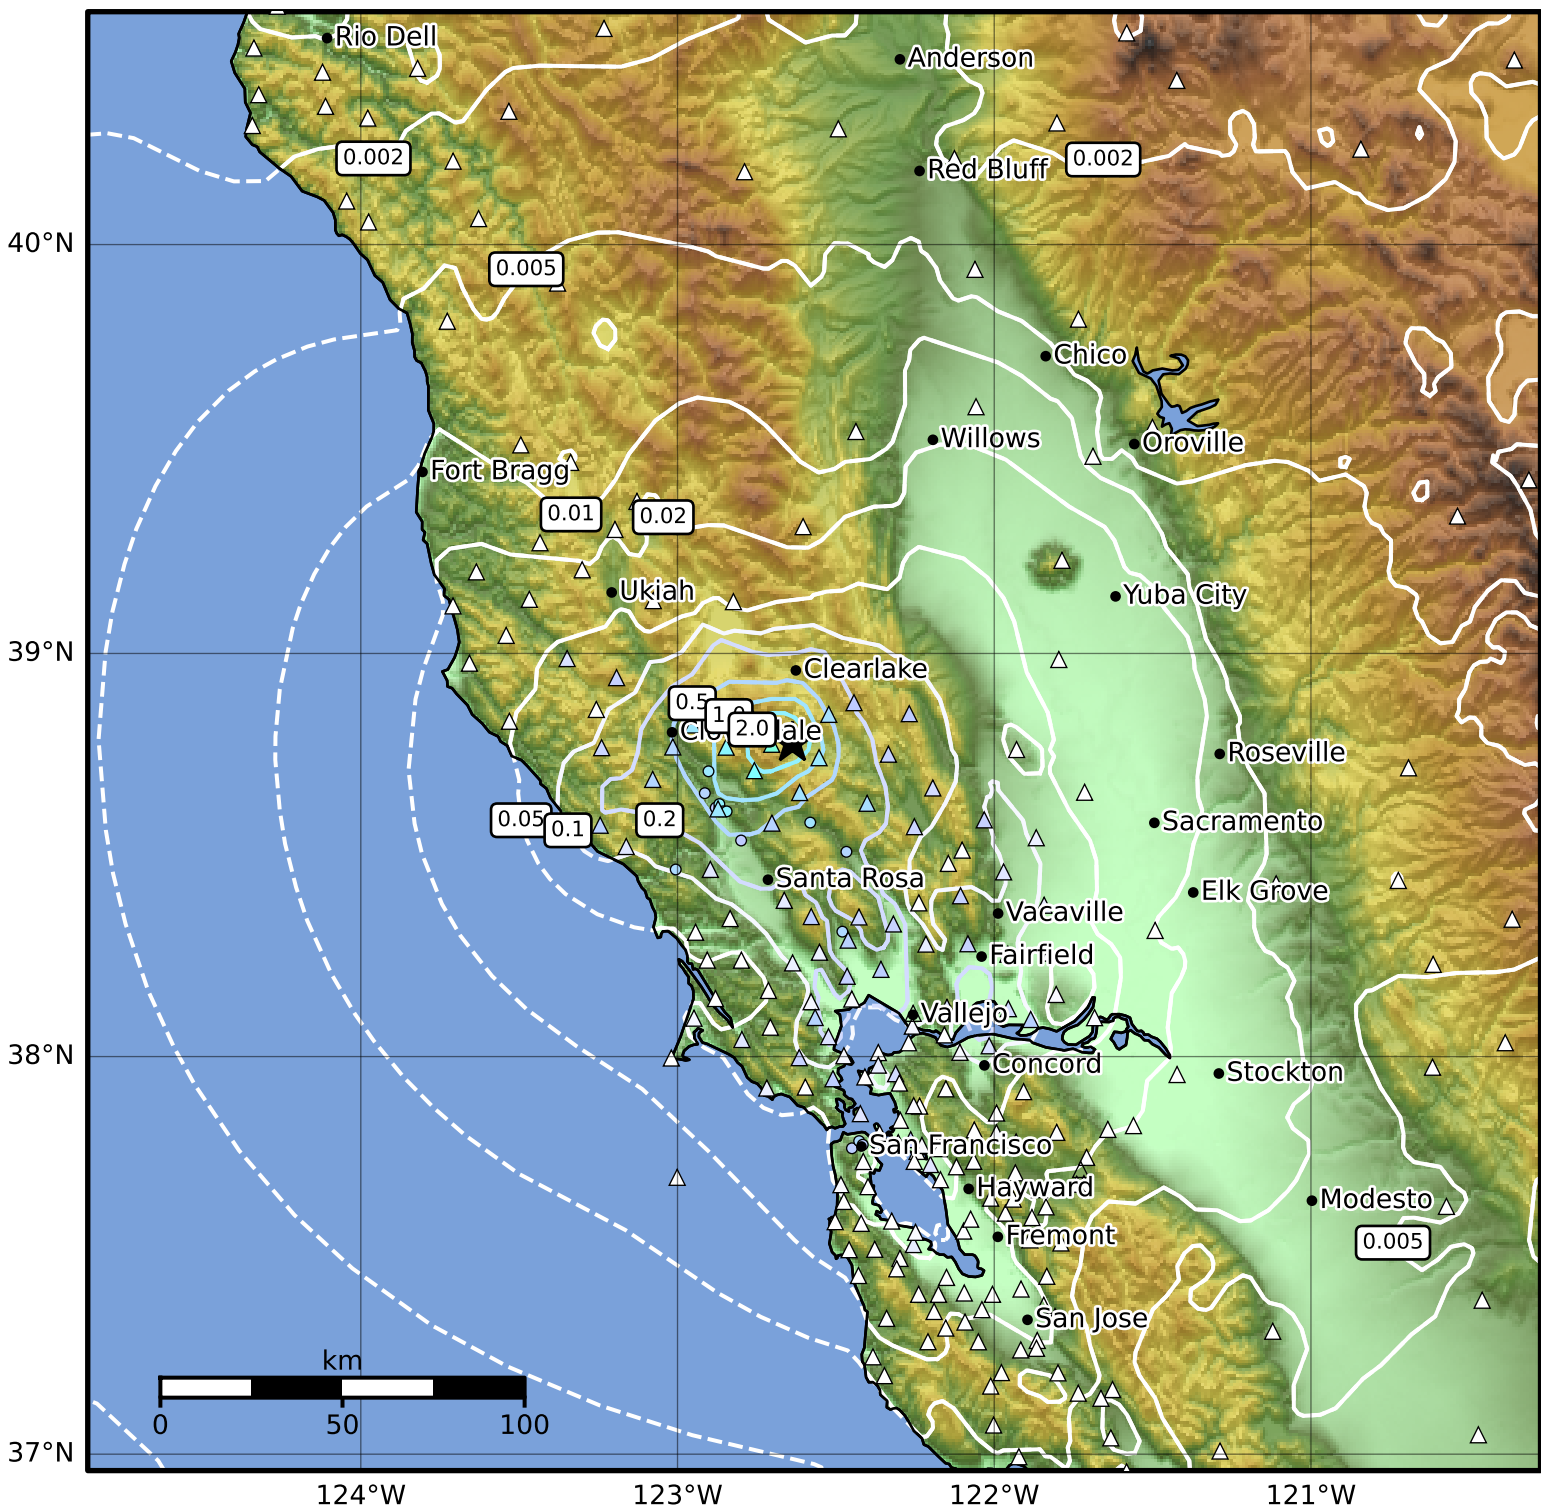 Rio Dell
Anderson
0.002
0.002
Red Bluff
40°N
0.005
Chico
Willows
Oroville
Fort Bragg
0.01
0.02
Ukiah
Yuba City
39°N
Clearlake
0.5
2.0
Roseville
0.05
0.1
0.2
Sacramento
Santa Rosa
Elk Grove
Vacaville
Fairfield
Vallejo
38°N
Concord
Stockton
San Francisco
Hayward
Modesto
Fremont
0.005
San Jose
km
0 50 100
37°N
124°W 123°W 122°W 121°W